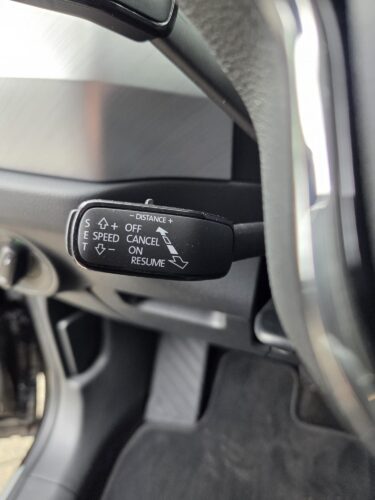 - DISTANCE +
S + OFF
E SPEED CANCEL
T - ON
RESUME